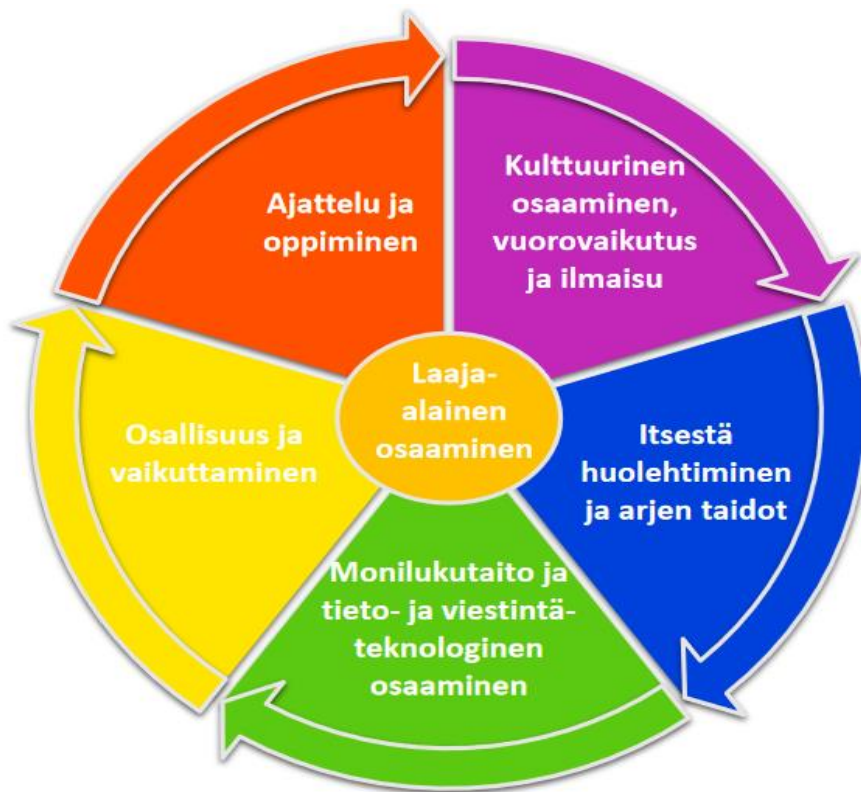 Ajattelu ja
oppiminen
Kulttuurinen
osaaminen,
vuorovaikutus
ja ilmaisu
Laaja-
alainen
osaaminen
Osallisuus ja
vaikuttaminen
Itsestä
huolehtiminen
ja arjen taidot
Monilukutaito ja
tieto- ja viestintä-
teknologinen
osaaminen